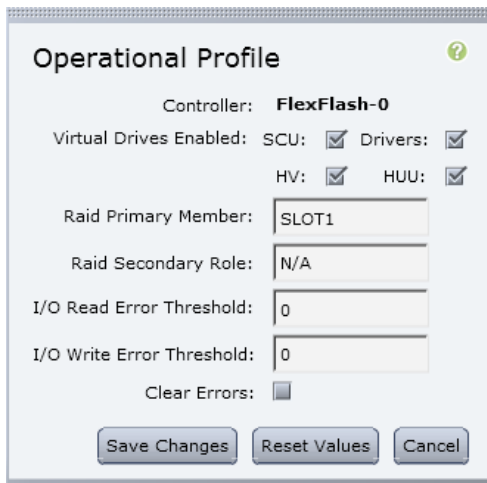 Operational Profile ?
Controller: FlexFlash-0
Virtual Drives Enabled: SCU: Drivers:
HV: HUU:
Raid Primary Member: SLOT1
Raid Secondary Role: N/A
I/O Read Error Threshold: 0
I/O Write Error Threshold: 0
Clear Errors:
Save Changes Reset Values Cancel